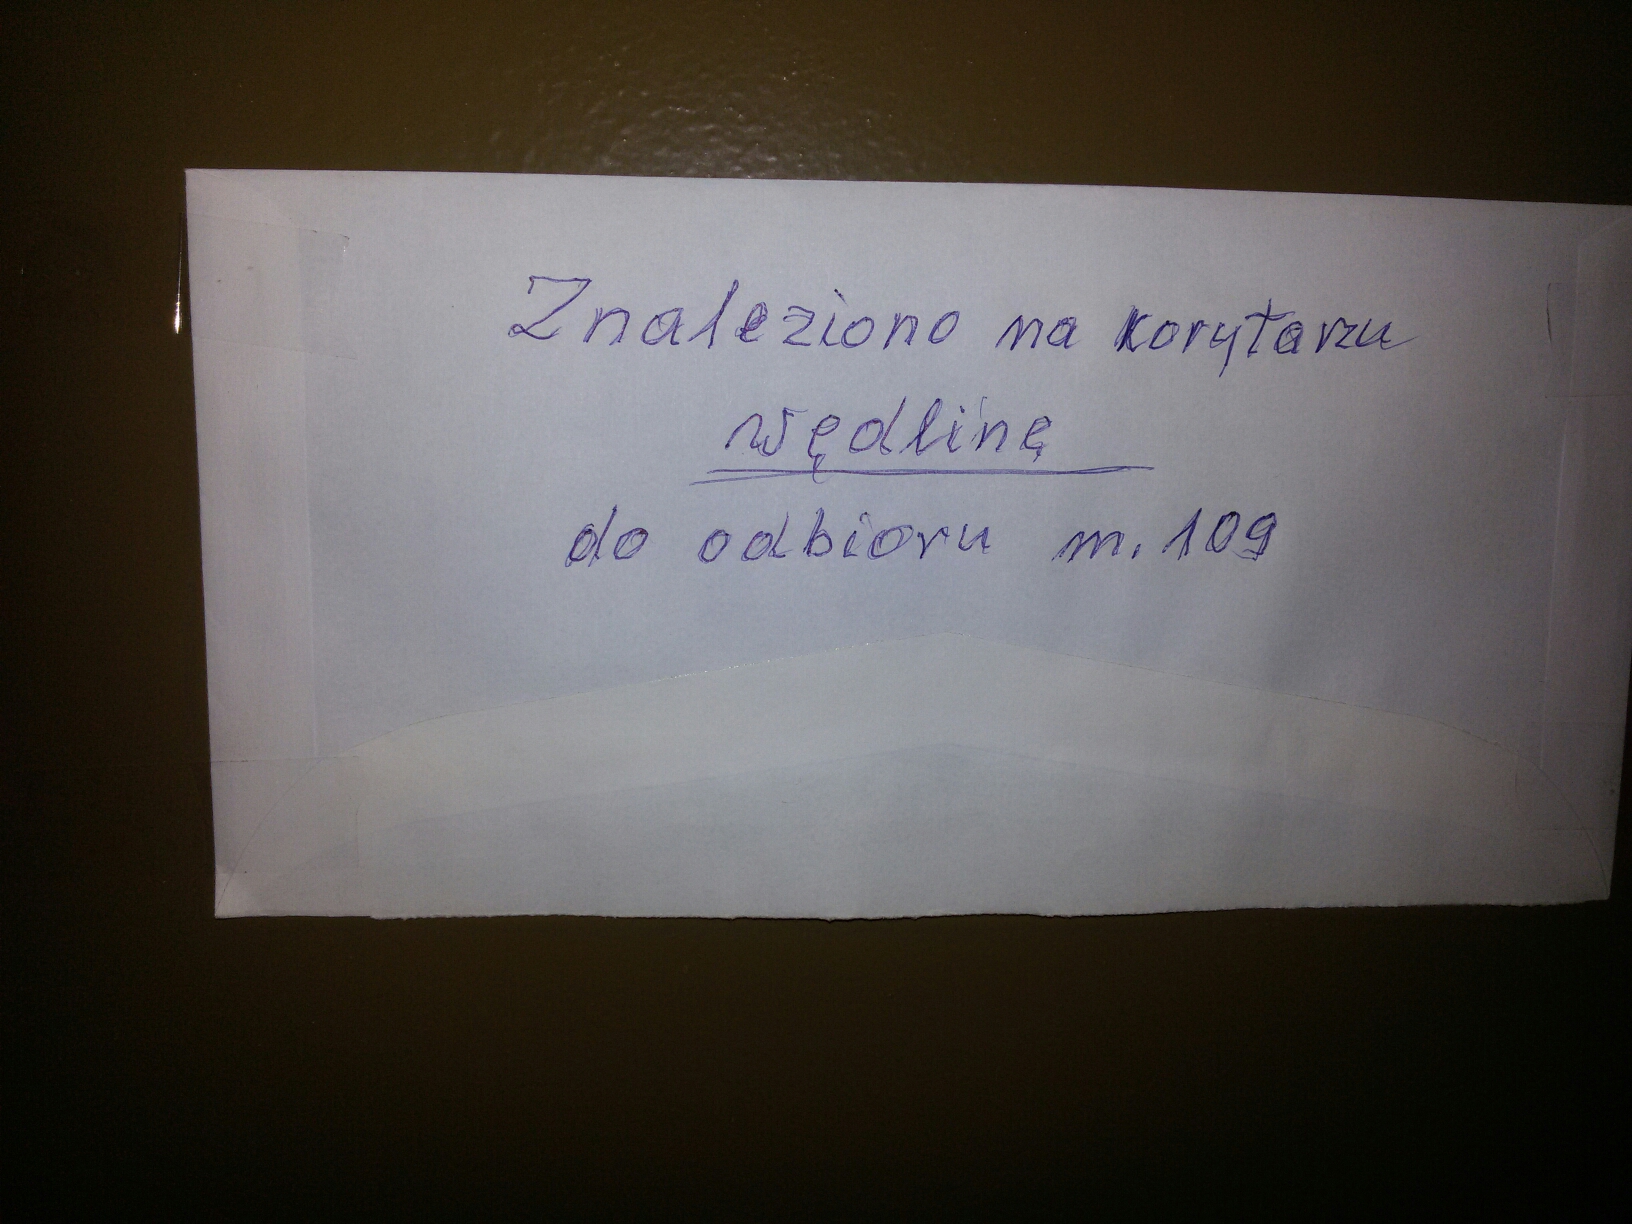 Znaleziono na korytarzu
wędlinę
do odbioru m. 109